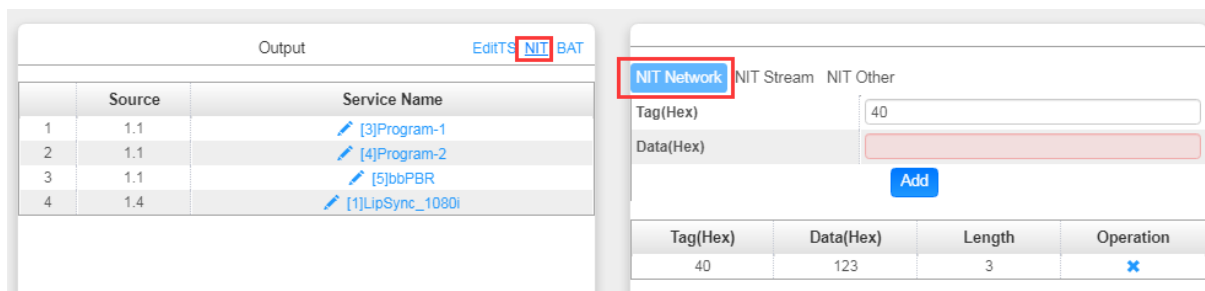 Output EditTS NIT BAT
Source Service Name
1 1.1 [3]Program-1
2 1.1 [4]Program-2
3 1.1 [5]bbPBR
4 1.4 [1]LipSync_1080i
NIT Network NIT Stream NIT Other
Tag(Hex) 40
Data(Hex)
Add
Tag(Hex) Data(Hex) Length Operation
40 123 3